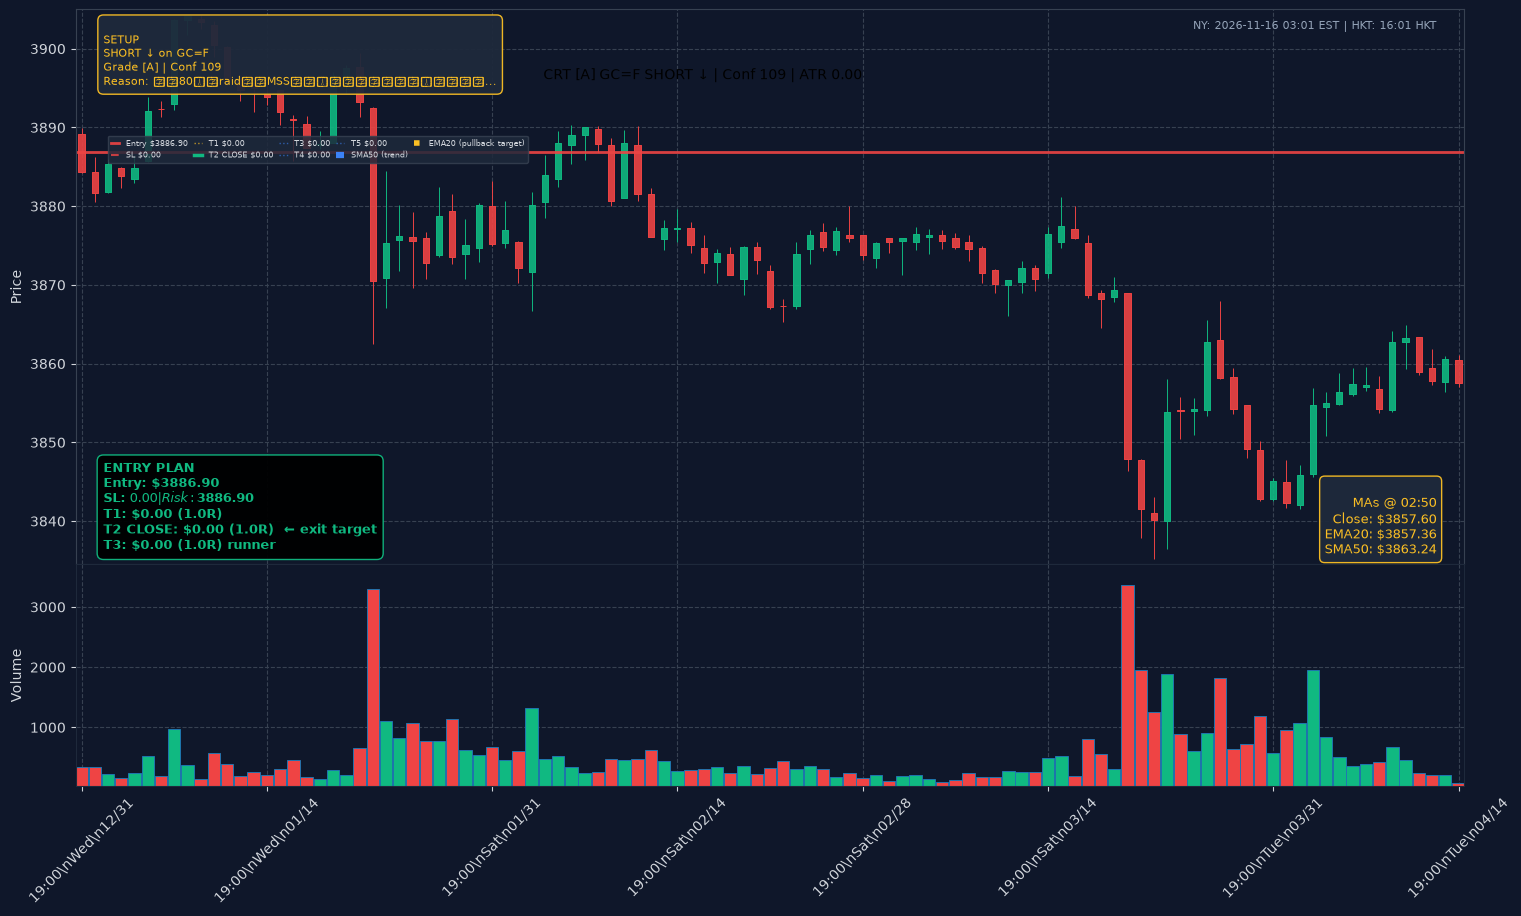 NY: 2026-11-16 03:01 EST | HKT: 16:01 HKT
SETUP
SHORT ↓ on GC=F
Grade [A] | Conf 109
Reason: 80 raid MSS ...
CRT [A] GC=F SHORT ↓ | Conf 109 | ATR 0.00
Entry $3886.90
T1 $0.00
T3 $0.00
T5 $0.00
EMA20 (pullback target)
SL $0.00
T2 CLOSE $0.00
T4 $0.00
SMA50 (trend)
Price
3900
3890
3880
3870
3860
3850
3840
ENTRY PLAN
Entry: $3886.90
SL: 0.00|Risk:3886.90
T1: $0.00 (1.0R)
T2 CLOSE: $0.00 (1.0R) ← exit target
T3: $0.00 (1.0R) runner
MAs @ 02:50
Close: $3857.60
EMA20: $3857.36
SMA50: $3863.24
Volume
3000
2000
1000
19:00\nWed\n12/31
19:00\nWed\n01/14
19:00\nSat\n01/31
19:00\nSat\n02/14
19:00\nSat\n02/28
19:00\nSat\n03/14
19:00\nTue\n03/31
19:00\nTue\n04/14